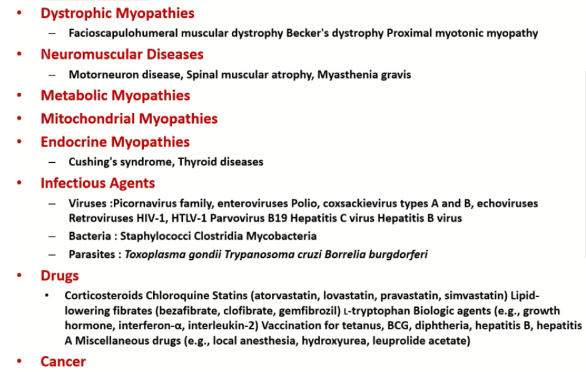 • Dystrophic Myopathies
– Facioscapulohumeral muscular dystrophy Becker's dystrophy Proximal myotonic myopathy
• Neuromuscular Diseases
– Motorneuron disease, Spinal muscular atrophy, Myasthenia gravis
• Metabolic Myopathies
• Mitochondrial Myopathies
• Endocrine Myopathies
– Cushing's syndrome, Thyroid diseases
• Infectious Agents
– Viruses :Picornavirus family, enteroviruses Polio, coxsackievirus types A and B, echoviruses
Retroviruses HIV-1, HTLV-1 Parvovirus B19 Hepatitis C virus Hepatitis B virus
– Bacteria : Staphylococci Clostridia Mycobacteria
– Parasites : Toxoplasma gondii Trypanosoma cruzi Borrelia burgdorferi
• Drugs
• Corticosteroids Chloroquine Statins (atorvastatin, lovastatin, pravastatin, simvastatin) Lipid-
lowering fibrates (bezafibrate, clofibrate, gemfibrozil) L-tryptophan Biologic agents (e.g., growth
hormone, interferon-α, interleukin-2) Vaccination for tetanus, BCG, diphtheria, hepatitis B, hepatitis
A Miscellaneous drugs (e.g., local anesthesia, hydroxyurea, leuprolide acetate)
• Cancer